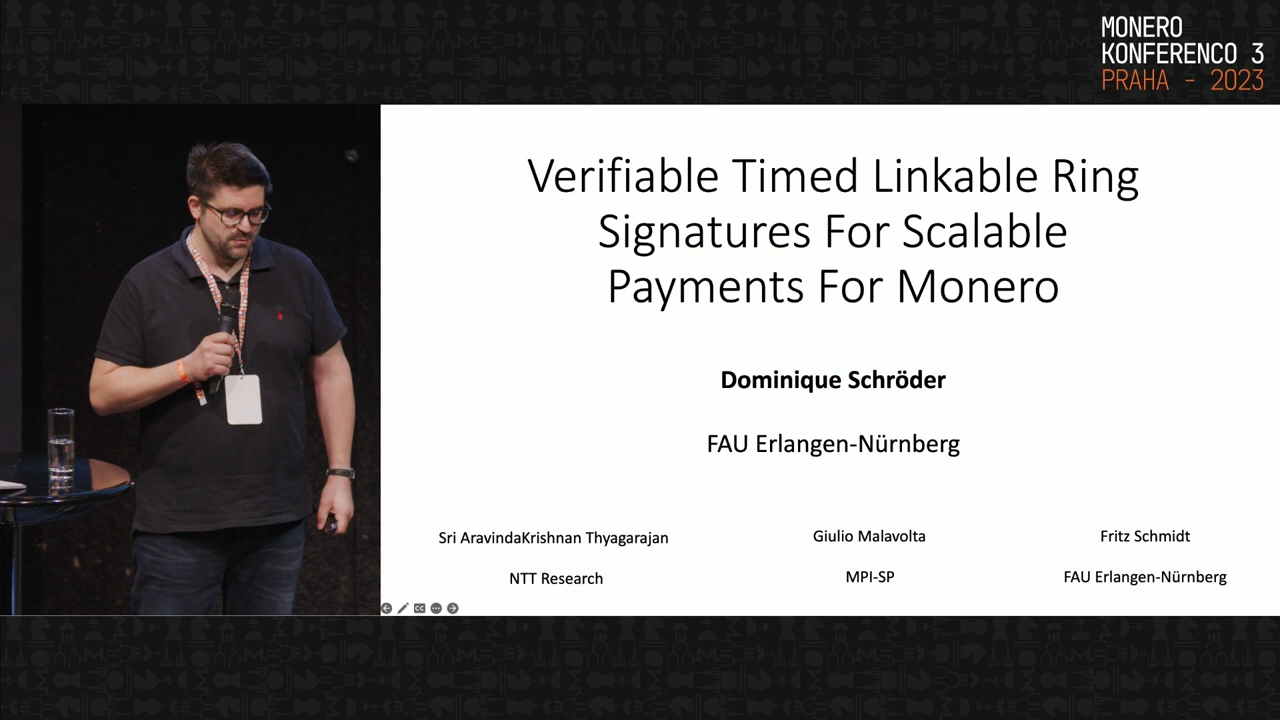 MONERO
KONFERENCO 3
PRAHA - 2023
Verifiable Timed Linkable Ring
Signatures For Scalable
Payments For Monero
Dominique Schröder
FAU Erlangen-Nürnberg
Sri AravindaKrishnan Thyagarajan
NTT Research
Giulio Malavolta
MPI-SP
Fritz Schmidt
FAU Erlangen-Nürnberg
CC